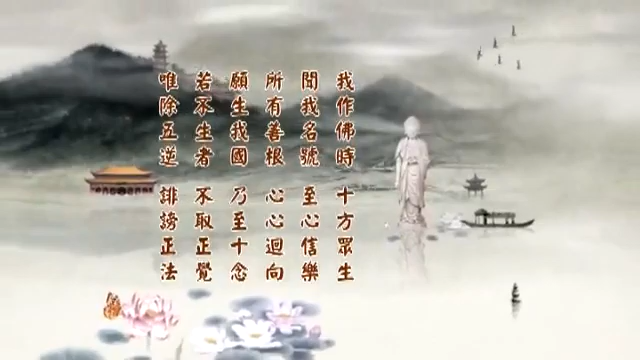 我作佛時 十方眾生
聞我名號 至心信樂
所有善根 心心迴向
願生我國 乃至十念
若不生者 不取正覺
唯除五逆 誹謗正法